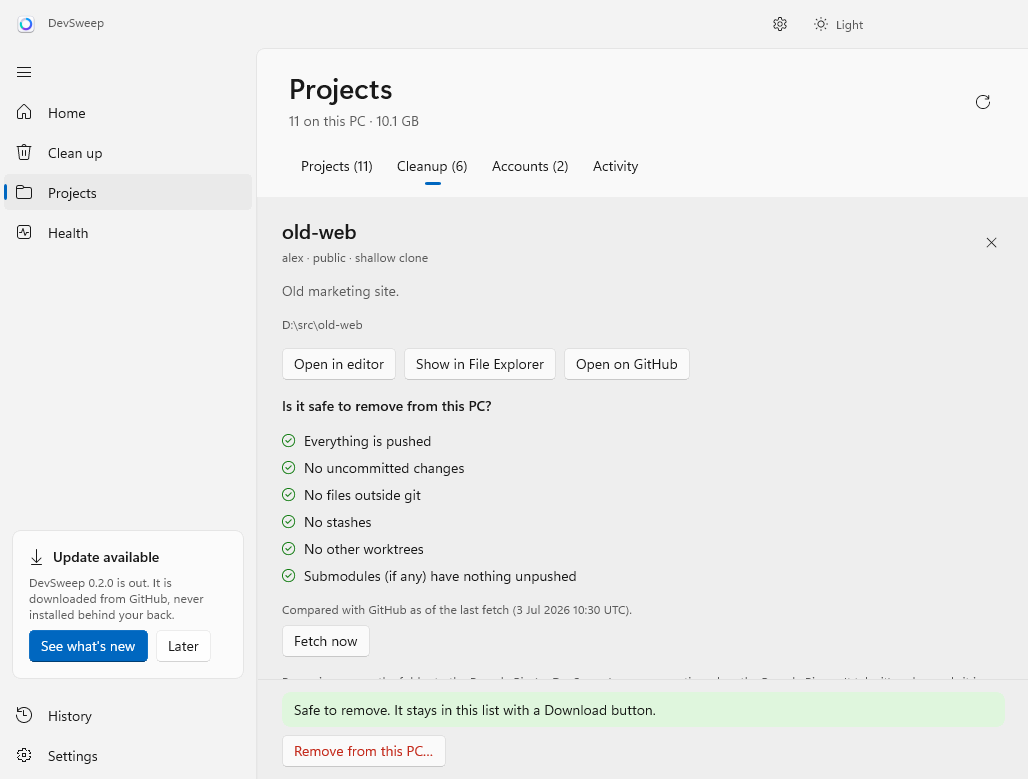 DevSweep
Light
Home
Clean up
Projects
Health
Update available
DevSweep 0.2.0 is out. It is
downloaded from GitHub, never
installed behind your back.
See what's new
Later
History
Settings
Projects
11 on this PC · 10.1 GB
Projects (11)
Cleanup (6)
Accounts (2)
Activity
old-web
alex · public · shallow clone
Old marketing site.
D:\src\old-web
Open in editor
Show in File Explorer
Open on GitHub
Is it safe to remove from this PC?
Everything is pushed
No uncommitted changes
No files outside git
No stashes
No other worktrees
Submodules (if any) have nothing unpushed
Compared with GitHub as of the last fetch (3 Jul 2026 10:30 UTC).
Fetch now
Safe to remove. It stays in this list with a Download button.
Remove from this PC...